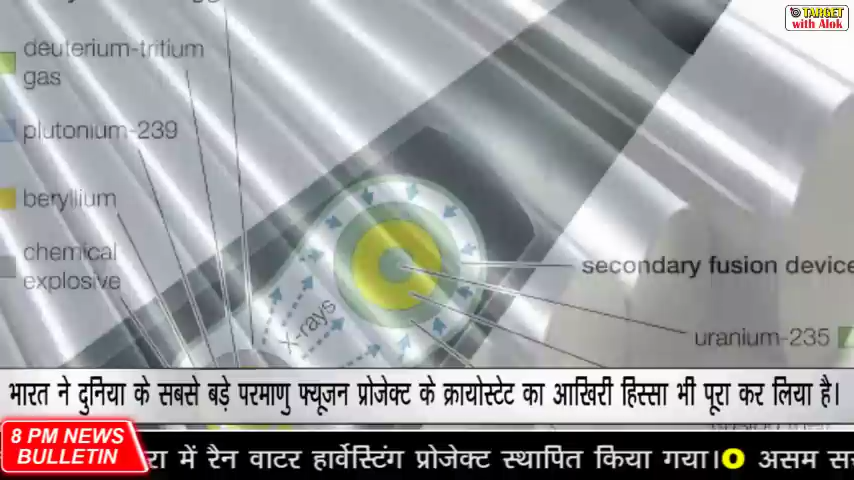 TARGET
with Alok
deuterium-tritium
gas
plutonium-239
beryllium
chemical
explosive
X-rays
secondary fusion device
uranium-235
भारत ने दुनिया के सबसे बड़े परमाणु फ्यूजन प्रोजेक्ट के क्रायोस्टेट का आखिरी हिस्सा भी पूरा कर लिया है।
8 PM NEWS
BULLETIN
में रैन वाटर हार्वेस्टिंग प्रोजेक्ट स्थापित किया गया। असम